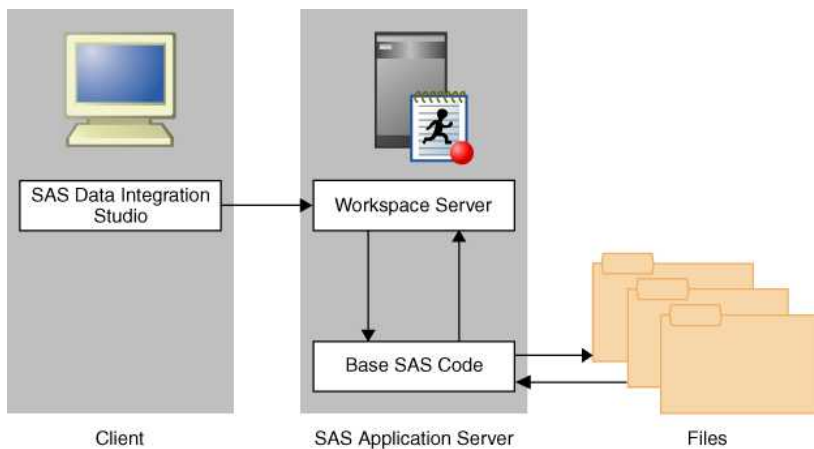 SAS Data Integration
Studio
Workspace Server
Base SAS Code
Client
SAS Application Server
Files